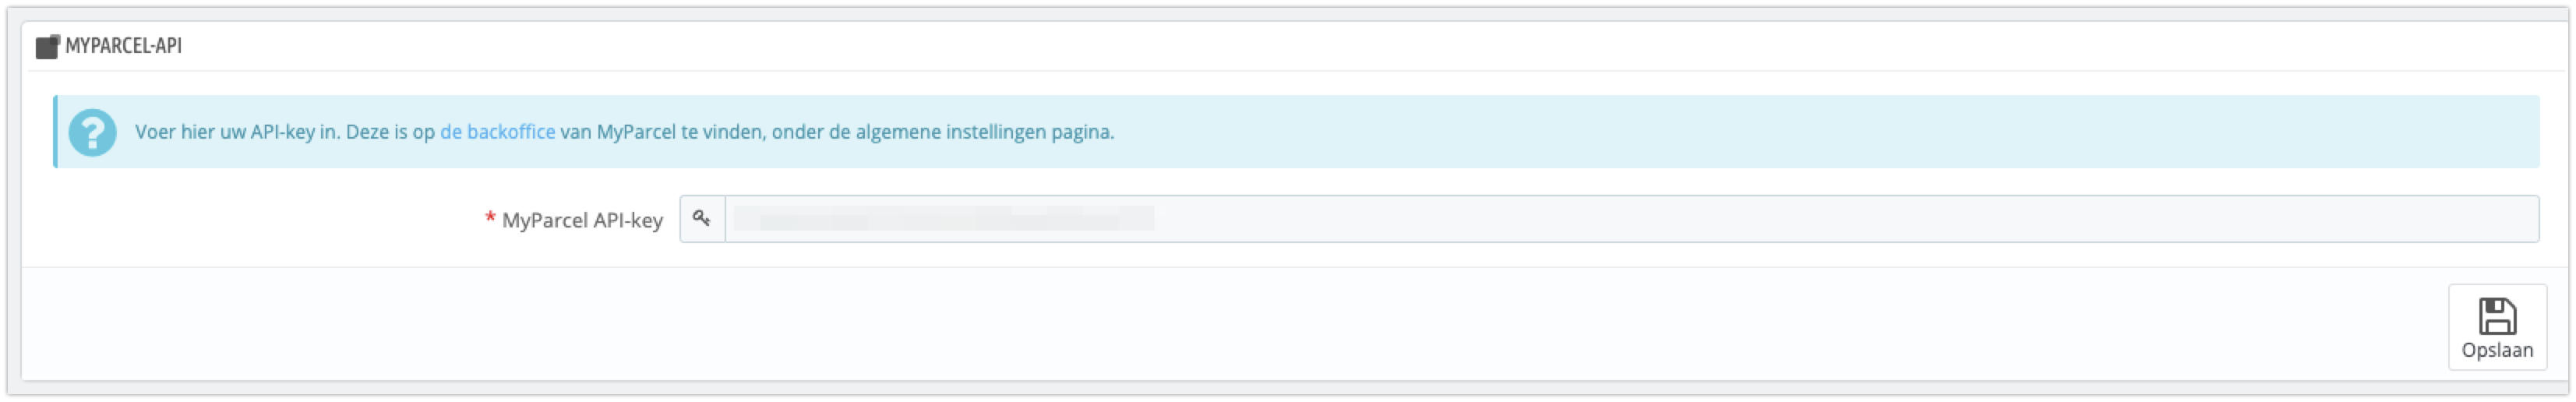 MYPARCEL-API
Voer hier uw API-key in. Deze is op de backoffice van MyParcel te vinden, onder de algemene instellingen pagina.
* MyParcel API-key
Opslaan